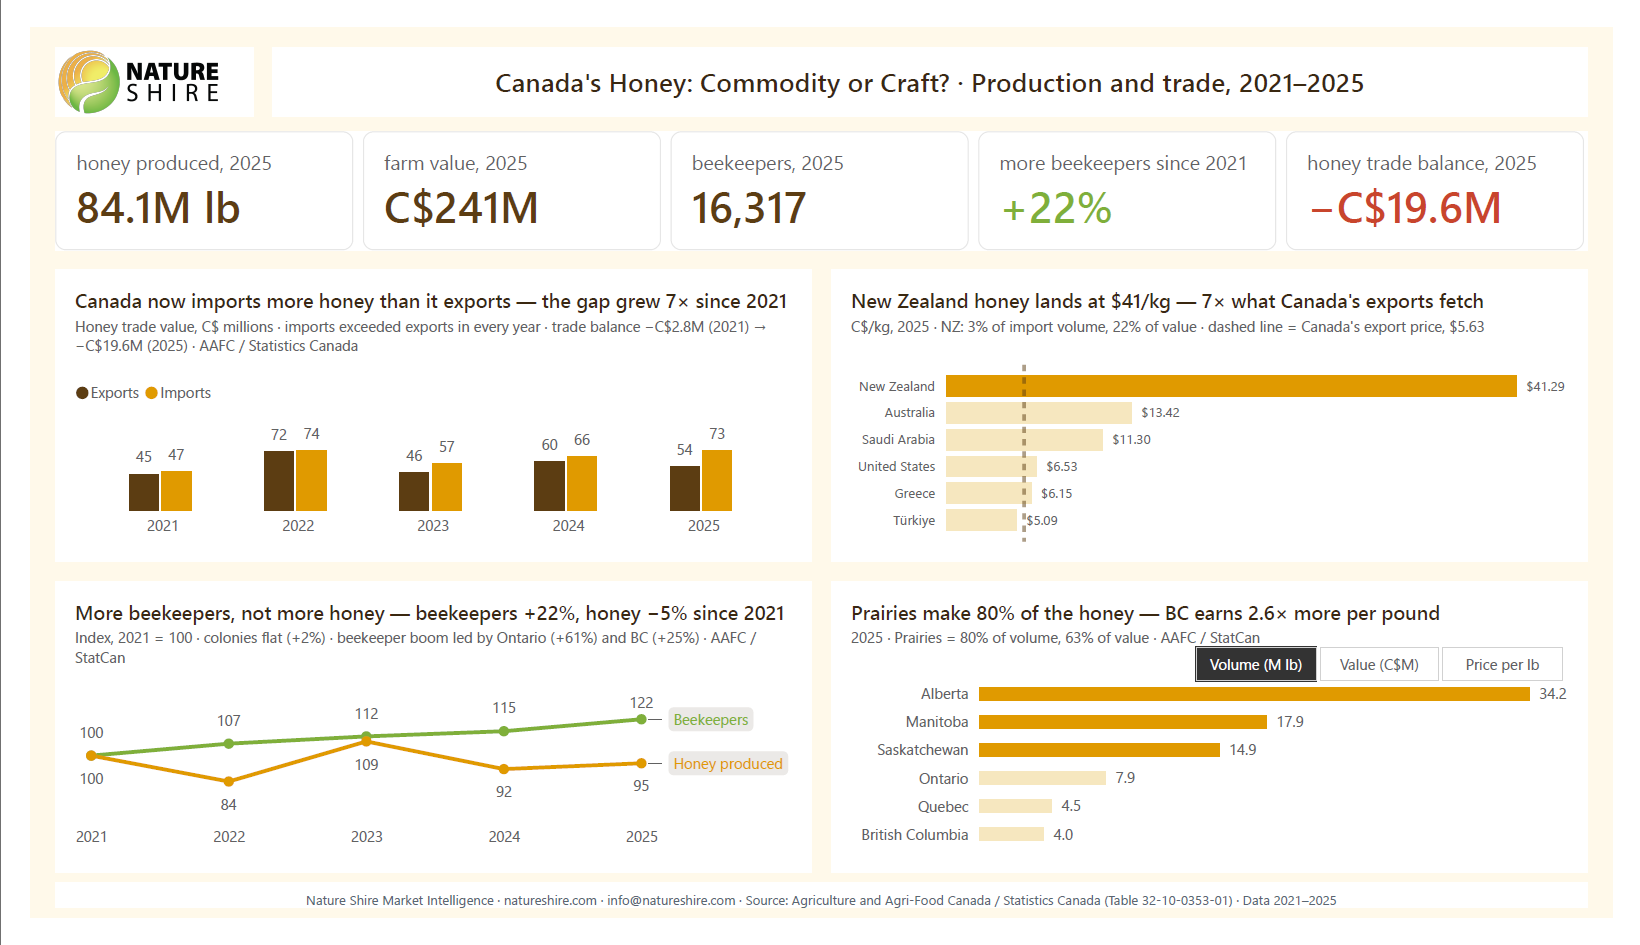 NATURE
SHIRE
Canada's Honey: Commodity or Craft? · Production and trade, 2021–2025
honey produced, 2025
84.1M lb
farm value, 2025
C$241M
beekeepers, 2025
16,317
more beekeepers since 2021
+22%
honey trade balance, 2025
−C$19.6M
Canada now imports more honey than it exports — the gap grew 7× since 2021
Honey trade value, C$ millions · imports exceeded exports in every year · trade balance −C$2.8M (2021) →
−C$19.6M (2025) · AAFC / Statistics Canada
Exports Imports
45 47 72 74 46 57 60 66 54 73
2021 2022 2023 2024 2025
New Zealand honey lands at $41/kg — 7× what Canada's exports fetch
C$/kg, 2025 · NZ: 3% of import volume, 22% of value · dashed line = Canada's export price, $5.63
New Zealand $41.29
Australia $13.42
Saudi Arabia $11.30
United States $6.53
Greece $6.15
Türkiye $5.09
More beekeepers, not more honey — beekeepers +22%, honey −5% since 2021
Index, 2021 = 100 · colonies flat (+2%) · beekeeper boom led by Ontario (+61%) and BC (+25%) · AAFC /
StatCan
100 107 112 115 122 Beekeepers
100 84 109 92 95 Honey produced
2021 2022 2023 2024 2025
Prairies make 80% of the honey — BC earns 2.6× more per pound
2025 · Prairies = 80% of volume, 63% of value · AAFC / StatCan
Volume (M lb) Value (C$M) Price per lb
Alberta 34.2
Manitoba 17.9
Saskatchewan 14.9
Ontario 7.9
Quebec 4.5
British Columbia 4.0
Nature Shire Market Intelligence · natureshire.com · info@natureshire.com · Source: Agriculture and Agri-Food Canada / Statistics Canada (Table 32-10-0353-01) · Data 2021–2025